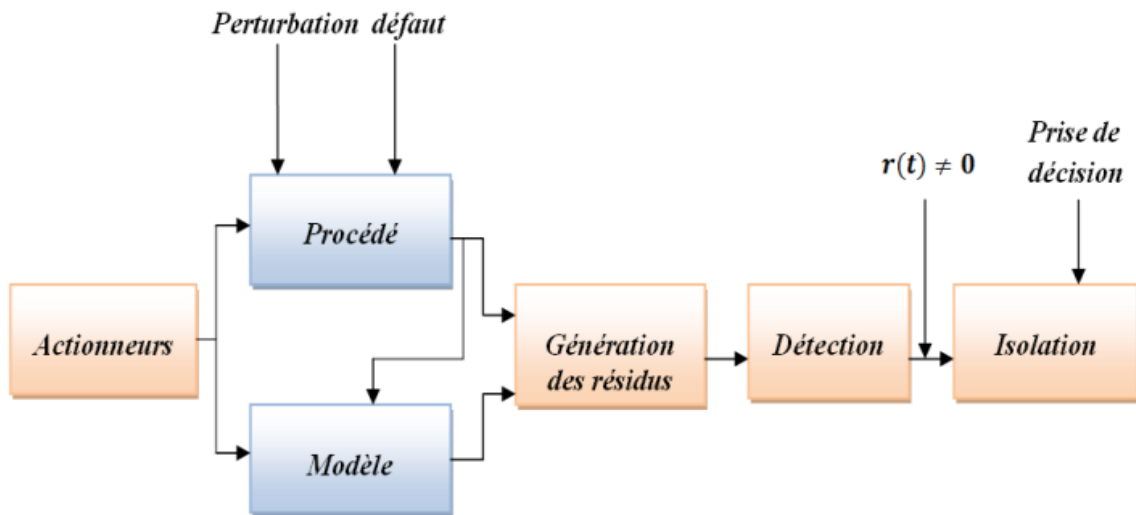 Perturbation défaut
Prise de
décision
r(t) ≠ 0
Procédé
Actionneurs
Génération
des résidus
Détection
Isolation
Modèle